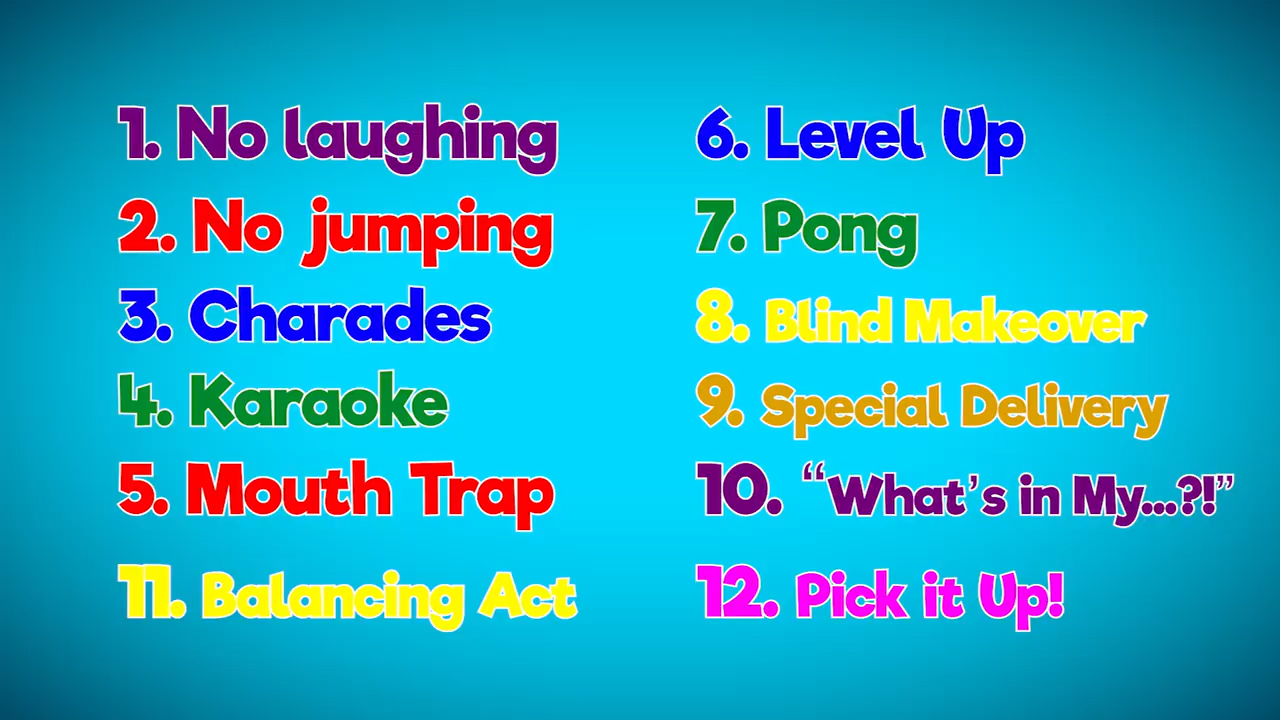 1. No laughing
2. No jumping
3. Charades
4. Karaoke
5. Mouth Trap
11. Balancing Act
6. Level Up
7. Pong
8. Blind Makeover
9. Special Delivery
10. “What’s in My...?!”
12. Pick it Up!